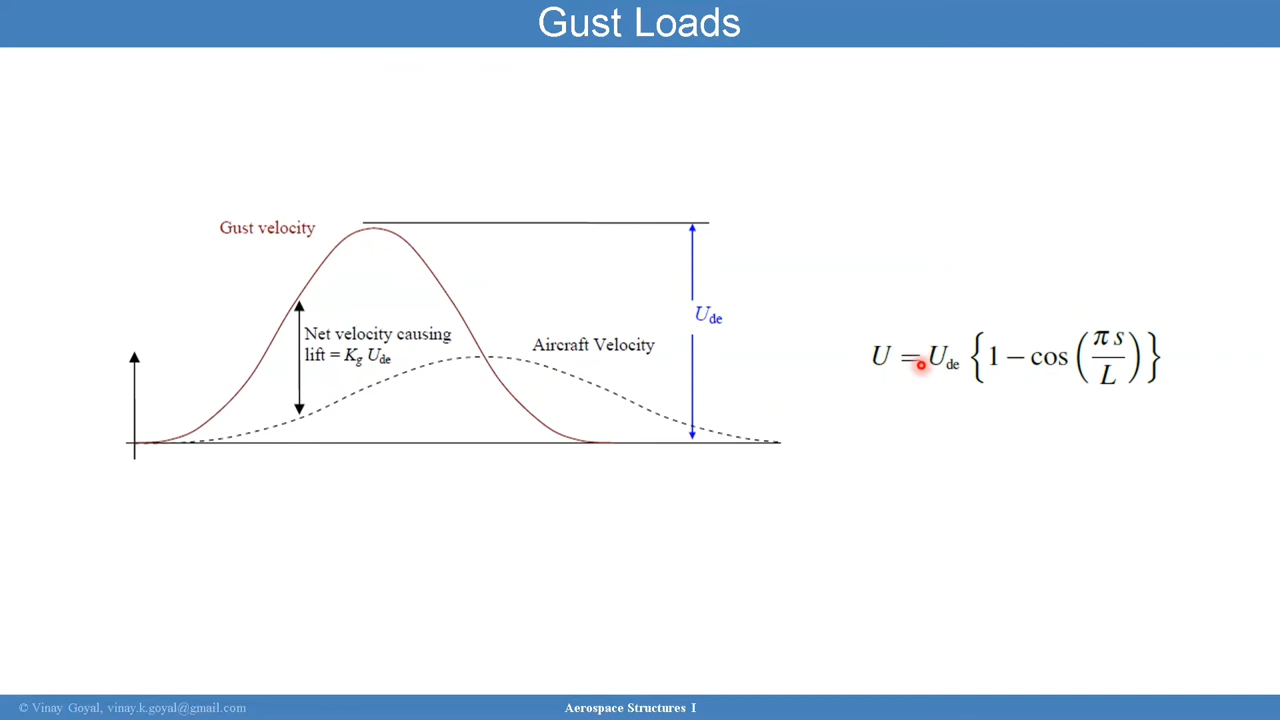 Gust Loads
Gust velocity
Net velocity causing
lift = K_g U_de
Aircraft Velocity
U_de
U = U_de {1 − cos (π s / L)}
© Vinay Goyal, vinay.k.goyal@gmail.com
Aerospace Structures I